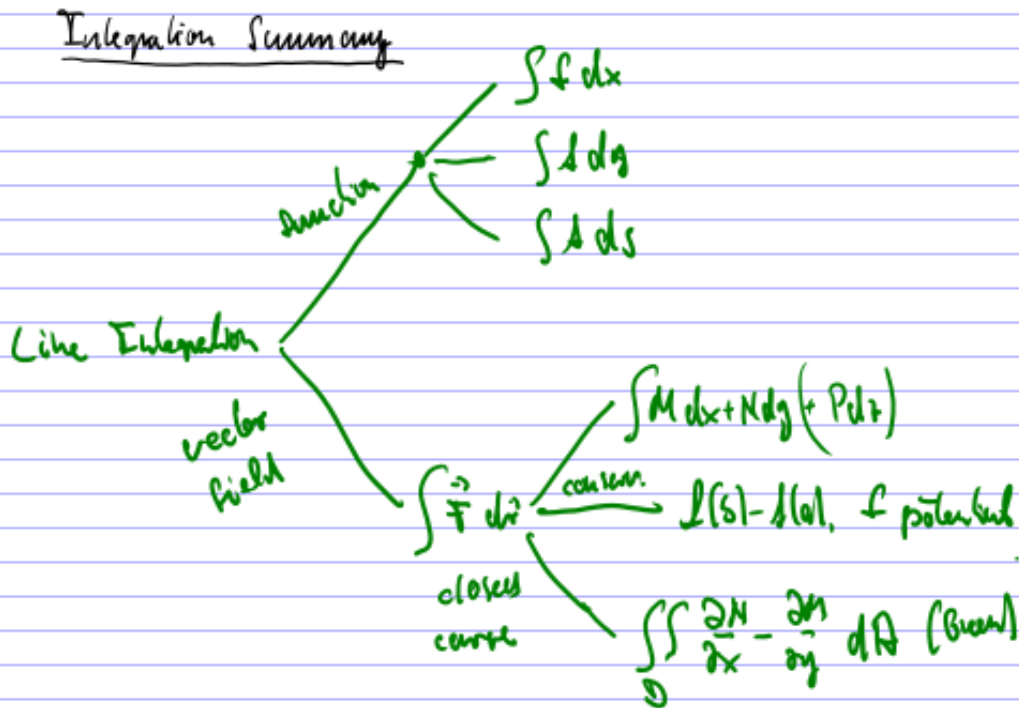 Integration Summary
∫ f dx
∫ f dy
∫ f ds
function
Line Integration
vector
field
∫ F⃗ dr⃗
∫ M dx + N dy (+ P dz)
conserv.
f(b) - f(a), f potential
closed
curve
∬_D ∂N/∂x - ∂M/∂y dA (Green)